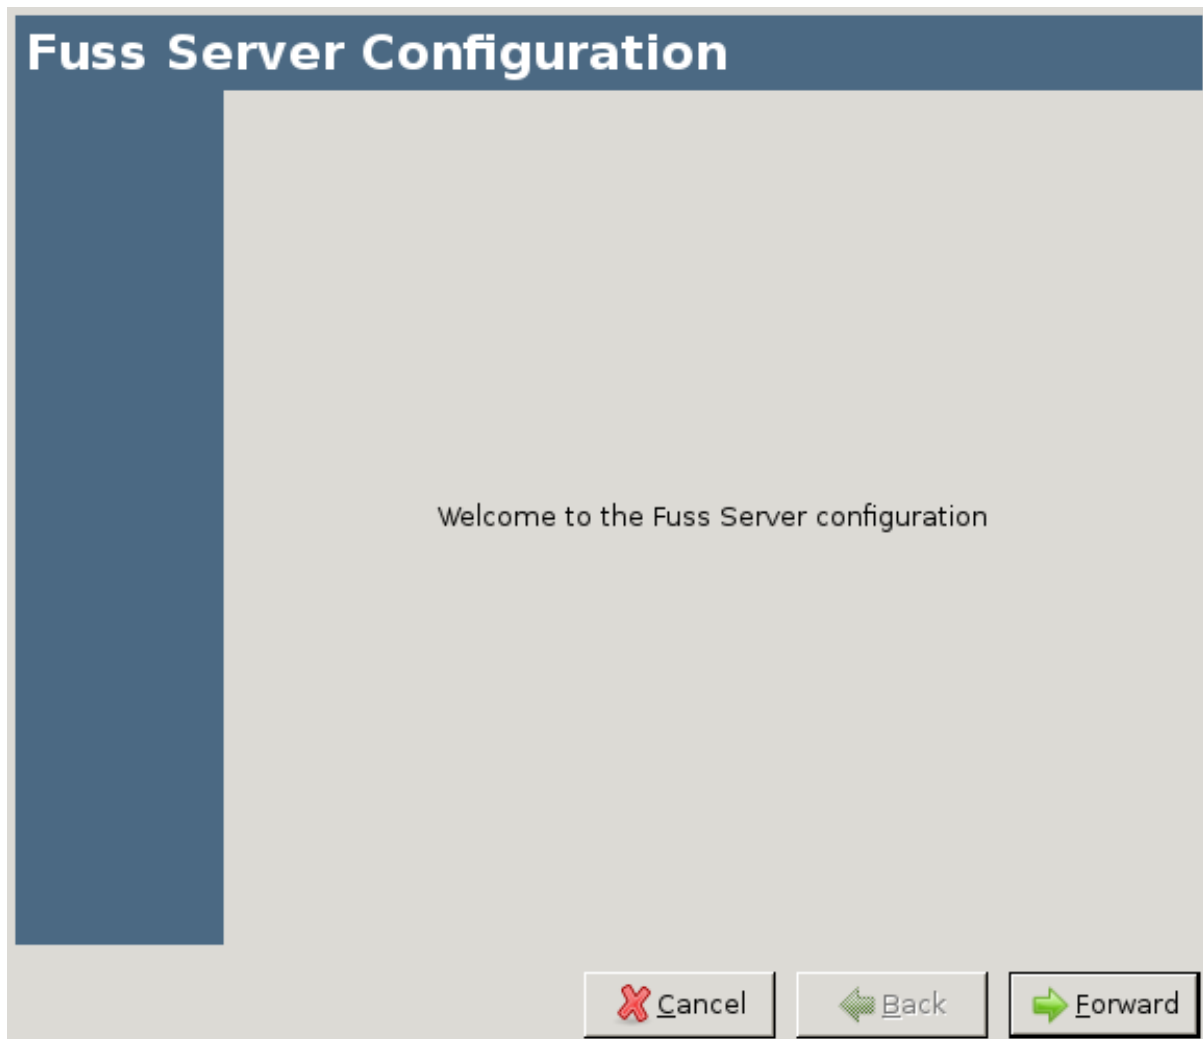 Fuss Server Configuration
Welcome to the Fuss Server configuration
Cancel
Back
Forward